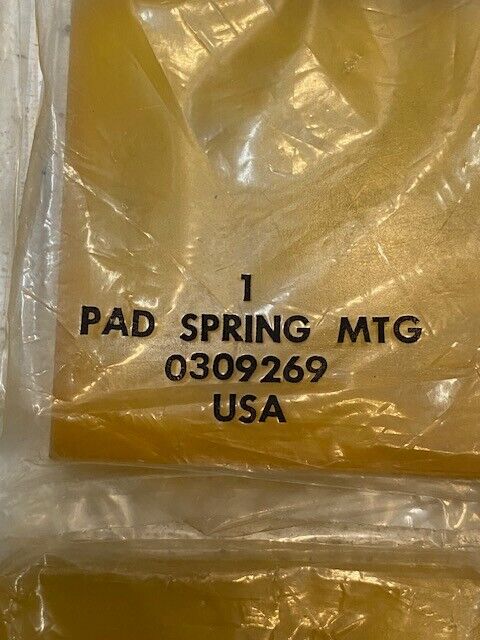 1
PAD SPRING MTG
0309269
USA